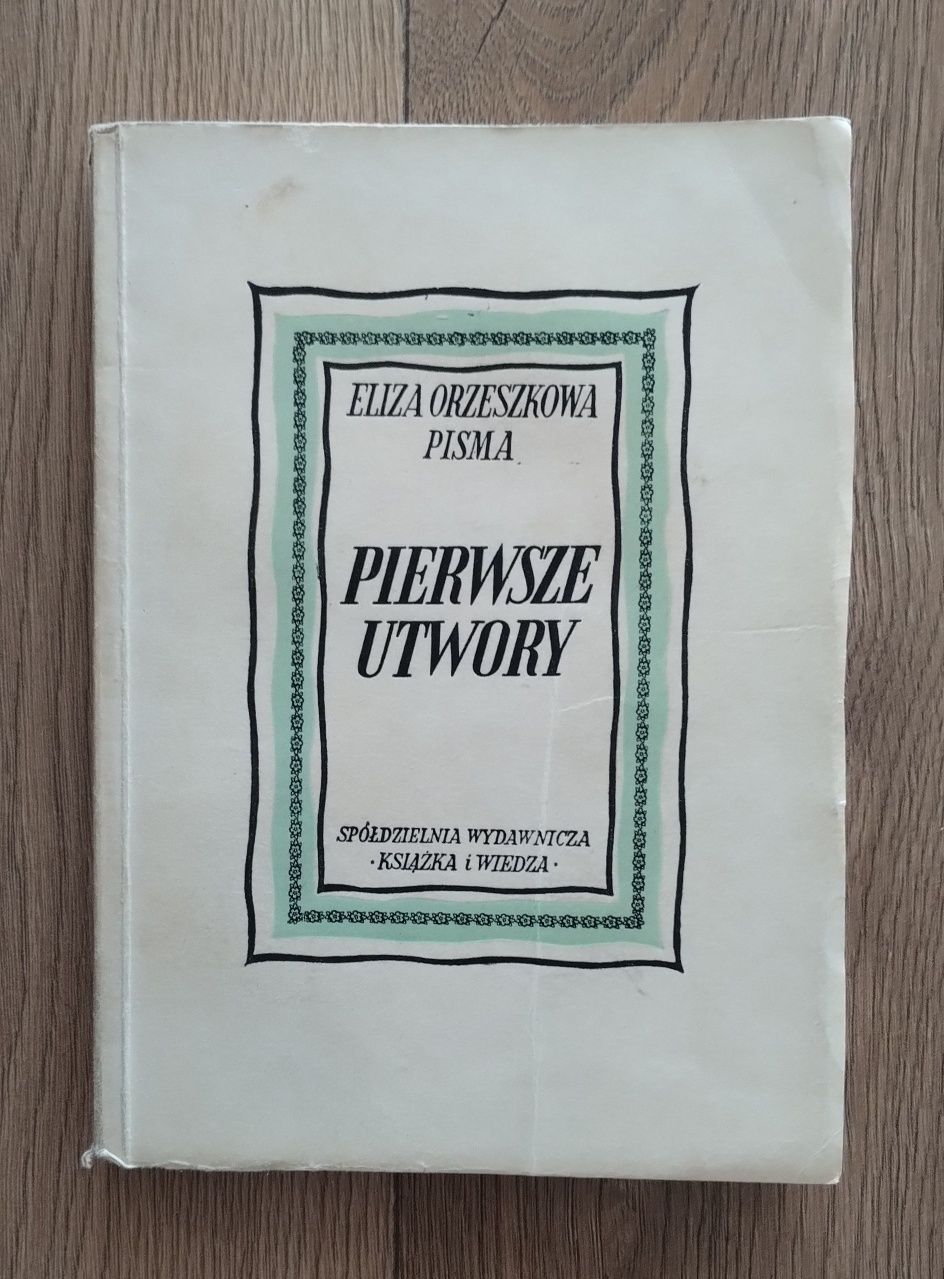 ELIZA ORZESZKOWA
PISMA
PIERWSZE
UTWORY
SPÓŁDZIELNIA WYDAWNICZA
· KSIĄŻKA i WIEDZA ·